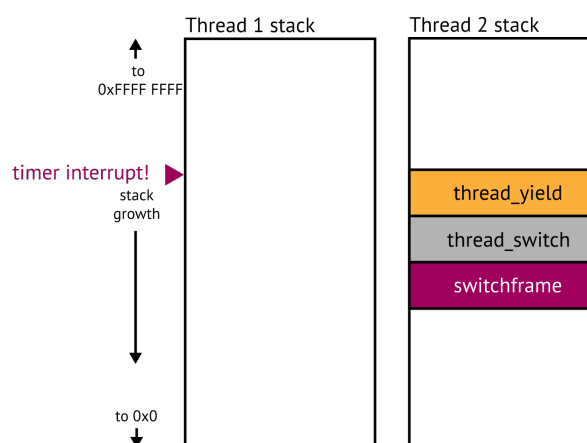 Thread 1 stack
Thread 2 stack
to
0xFFFF FFFF
timer interrupt!
stack
growth
thread_yield
thread_switch
switchframe
to 0x0